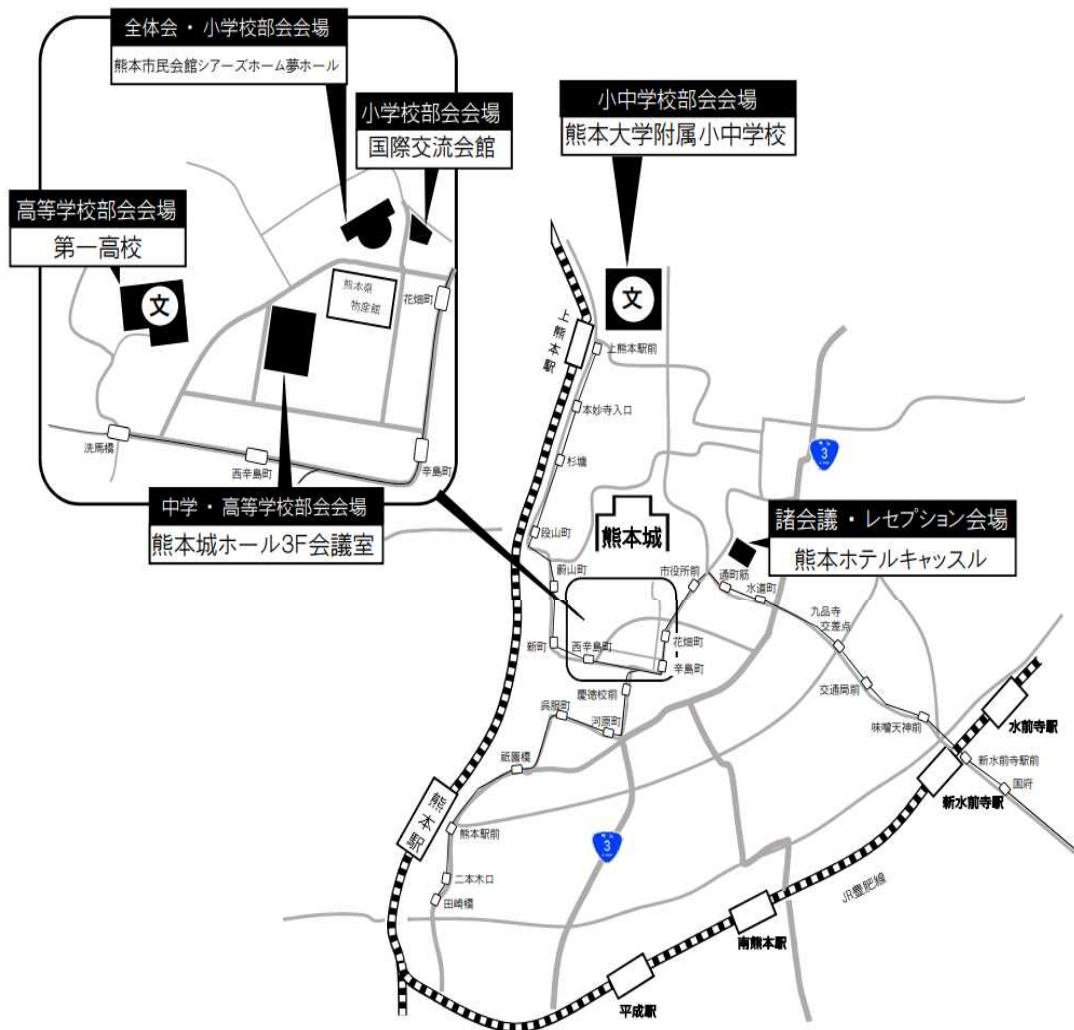 全体会・小学校部会会場
熊本市民会館シアーズホーム夢ホール
小学校部会会場
国際交流会館
小中学校部会会場
熊本大学附属小中学校
高等学校部会会場
第一高校
文
熊本県
物産館
花畑町
洗馬橋
西辛島町
辛島町
中学・高等学校部会会場
熊本城ホール3F会議室
文
上熊本駅
上熊本駅前
本妙寺入口
杉塘
段山町
蔚山町
新町
西辛島町
熊本城
3
諸会議・レセプション会場
熊本ホテルキャッスル
市役所前
通町筋
水道町
花畑町
辛島町
九品寺
交差点
交通局前
味噌天神前
新水前寺駅前
国府
水前寺駅
新水前寺駅
慶徳校前
呉服町
河原町
祇園橋
熊本駅
熊本駅前
二本木口
田崎橋
3
JR豊肥線
南熊本駅
平成駅